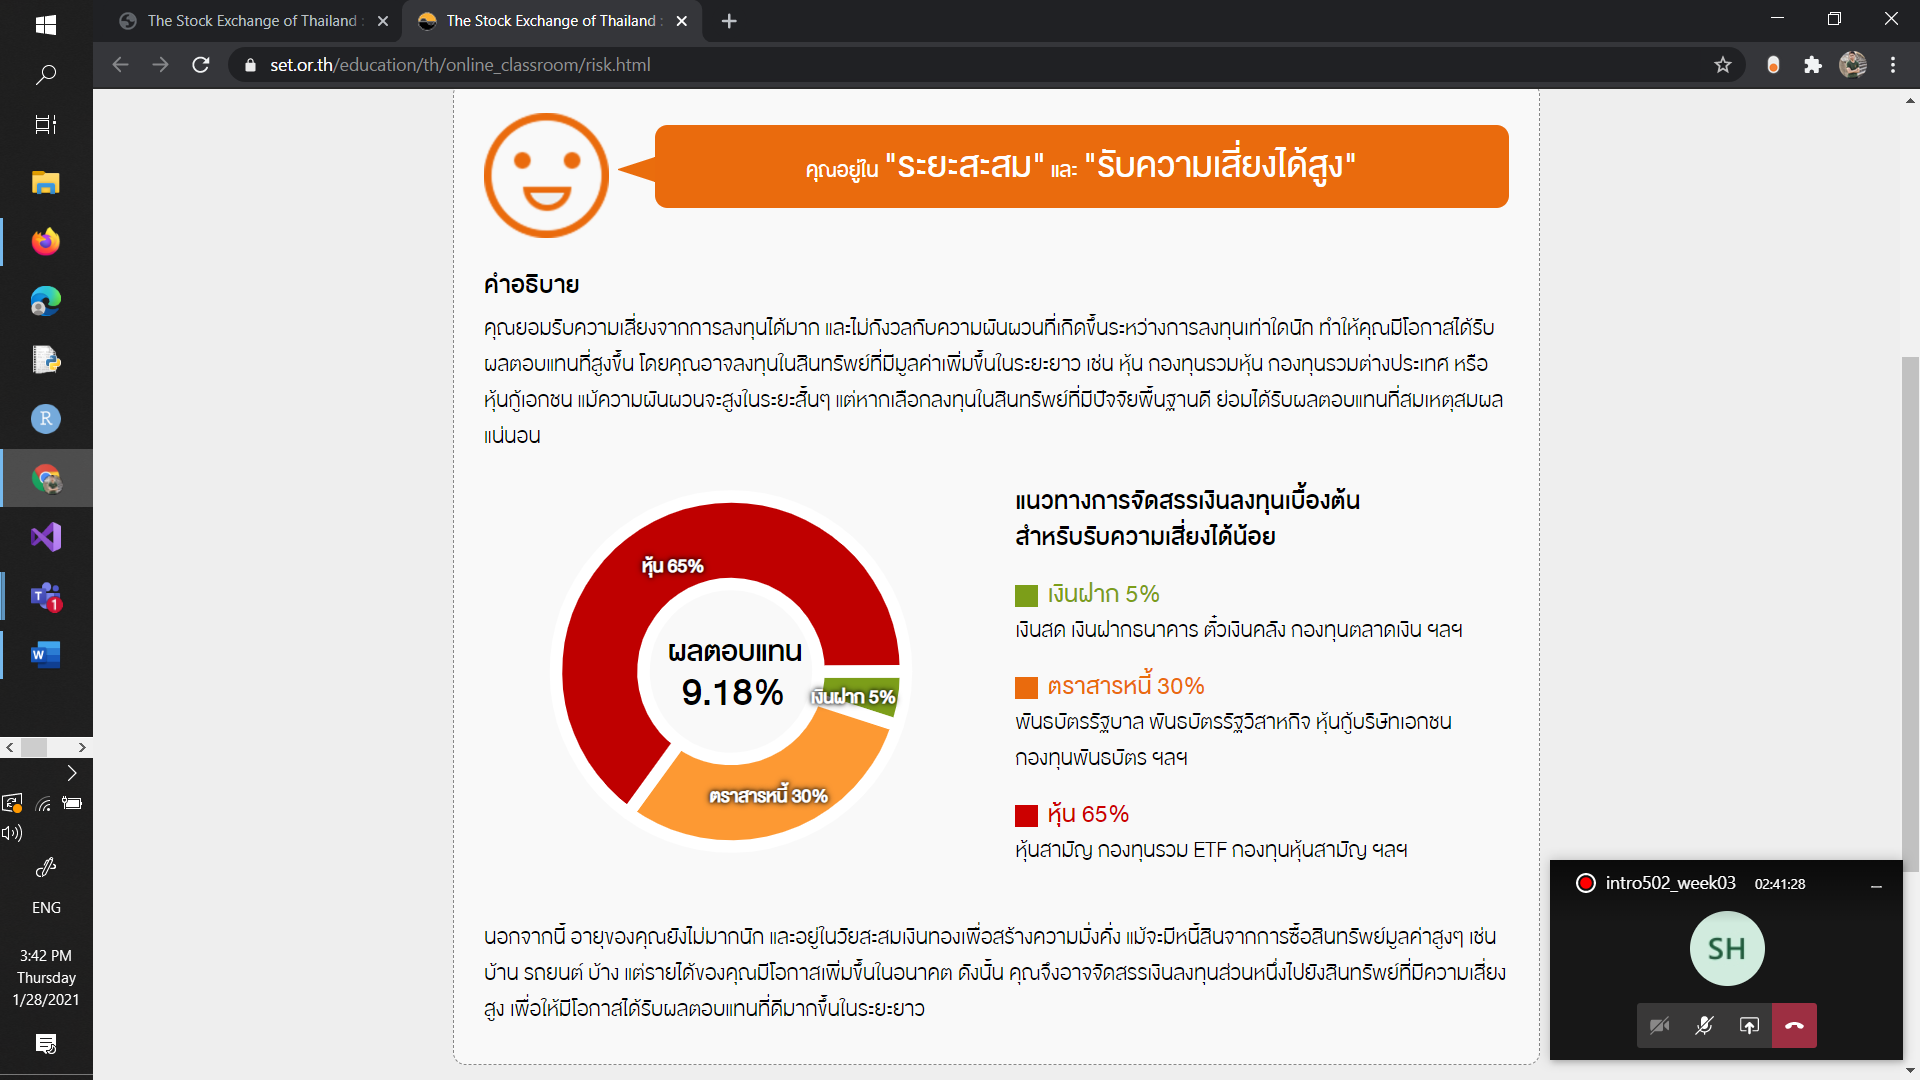 The Stock Exchange of Thailand :
The Stock Exchange of Thailand :
set.or.th/education/th/online_classroom/risk.html
คุณอยู่ใน "ระยะสะสม" และ "รับความเสี่ยงได้สูง"
คำอธิบาย
คุณยอมรับความเสี่ยงจากการลงทุนได้มาก และไม่กังวลกับความผันผวนที่เกิดขึ้นระหว่างการลงทุนเท่าใดนัก ทำให้คุณมีโอกาสได้รับ
ผลตอบแทนที่สูงขึ้น โดยคุณอาจลงทุนในสินทรัพย์ที่มีมูลค่าเพิ่มขึ้นในระยะยาว เช่น หุ้น กองทุนรวมหุ้น กองทุนรวมต่างประเทศ หรือ
หุ้นกู้เอกชน แม้ความผันผวนจะสูงในระยะสั้นๆ แต่หากเลือกลงทุนในสินทรัพย์ที่มีปัจจัยพื้นฐานดี ย่อมได้รับผลตอบแทนที่สมเหตุสมผล
แน่นอน
หุ้น 65%
ผลตอบแทน
9.18%
เงินฝาก 5%
ตราสารหนี้ 30%
แนวทางการจัดสรรเงินลงทุนเบื้องต้น
สำหรับรับความเสี่ยงได้น้อย
เงินฝาก 5%
เงินสด เงินฝากธนาคาร ตั๋วเงินคลัง กองทุนตลาดเงิน ฯลฯ
ตราสารหนี้ 30%
พันธบัตรรัฐบาล พันธบัตรรัฐวิสาหกิจ หุ้นกู้บริษัทเอกชน
กองทุนพันธบัตร ฯลฯ
หุ้น 65%
หุ้นสามัญ กองทุนรวม ETF กองทุนหุ้นสามัญ ฯลฯ
นอกจากนี้ อายุของคุณยังไม่มากนัก และอยู่ในวัยสะสมเงินทองเพื่อสร้างความมั่งคั่ง แม้จะมีหนี้สินจากการซื้อสินทรัพย์มูลค่าสูงๆ เช่น
บ้าน รถยนต์ บ้าง แต่รายได้ของคุณมีโอกาสเพิ่มขึ้นในอนาคต ดังนั้น คุณจึงอาจจัดสรรเงินลงทุนส่วนหนึ่งไปยังสินทรัพย์ที่มีความเสี่ยง
สูง เพื่อให้มีโอกาสได้รับผลตอบแทนที่ดีมากขึ้นในระยะยาว
intro502_week03 02:41:28
SH
R
T
1
W
ENG
3:42 PM
Thursday
1/28/2021